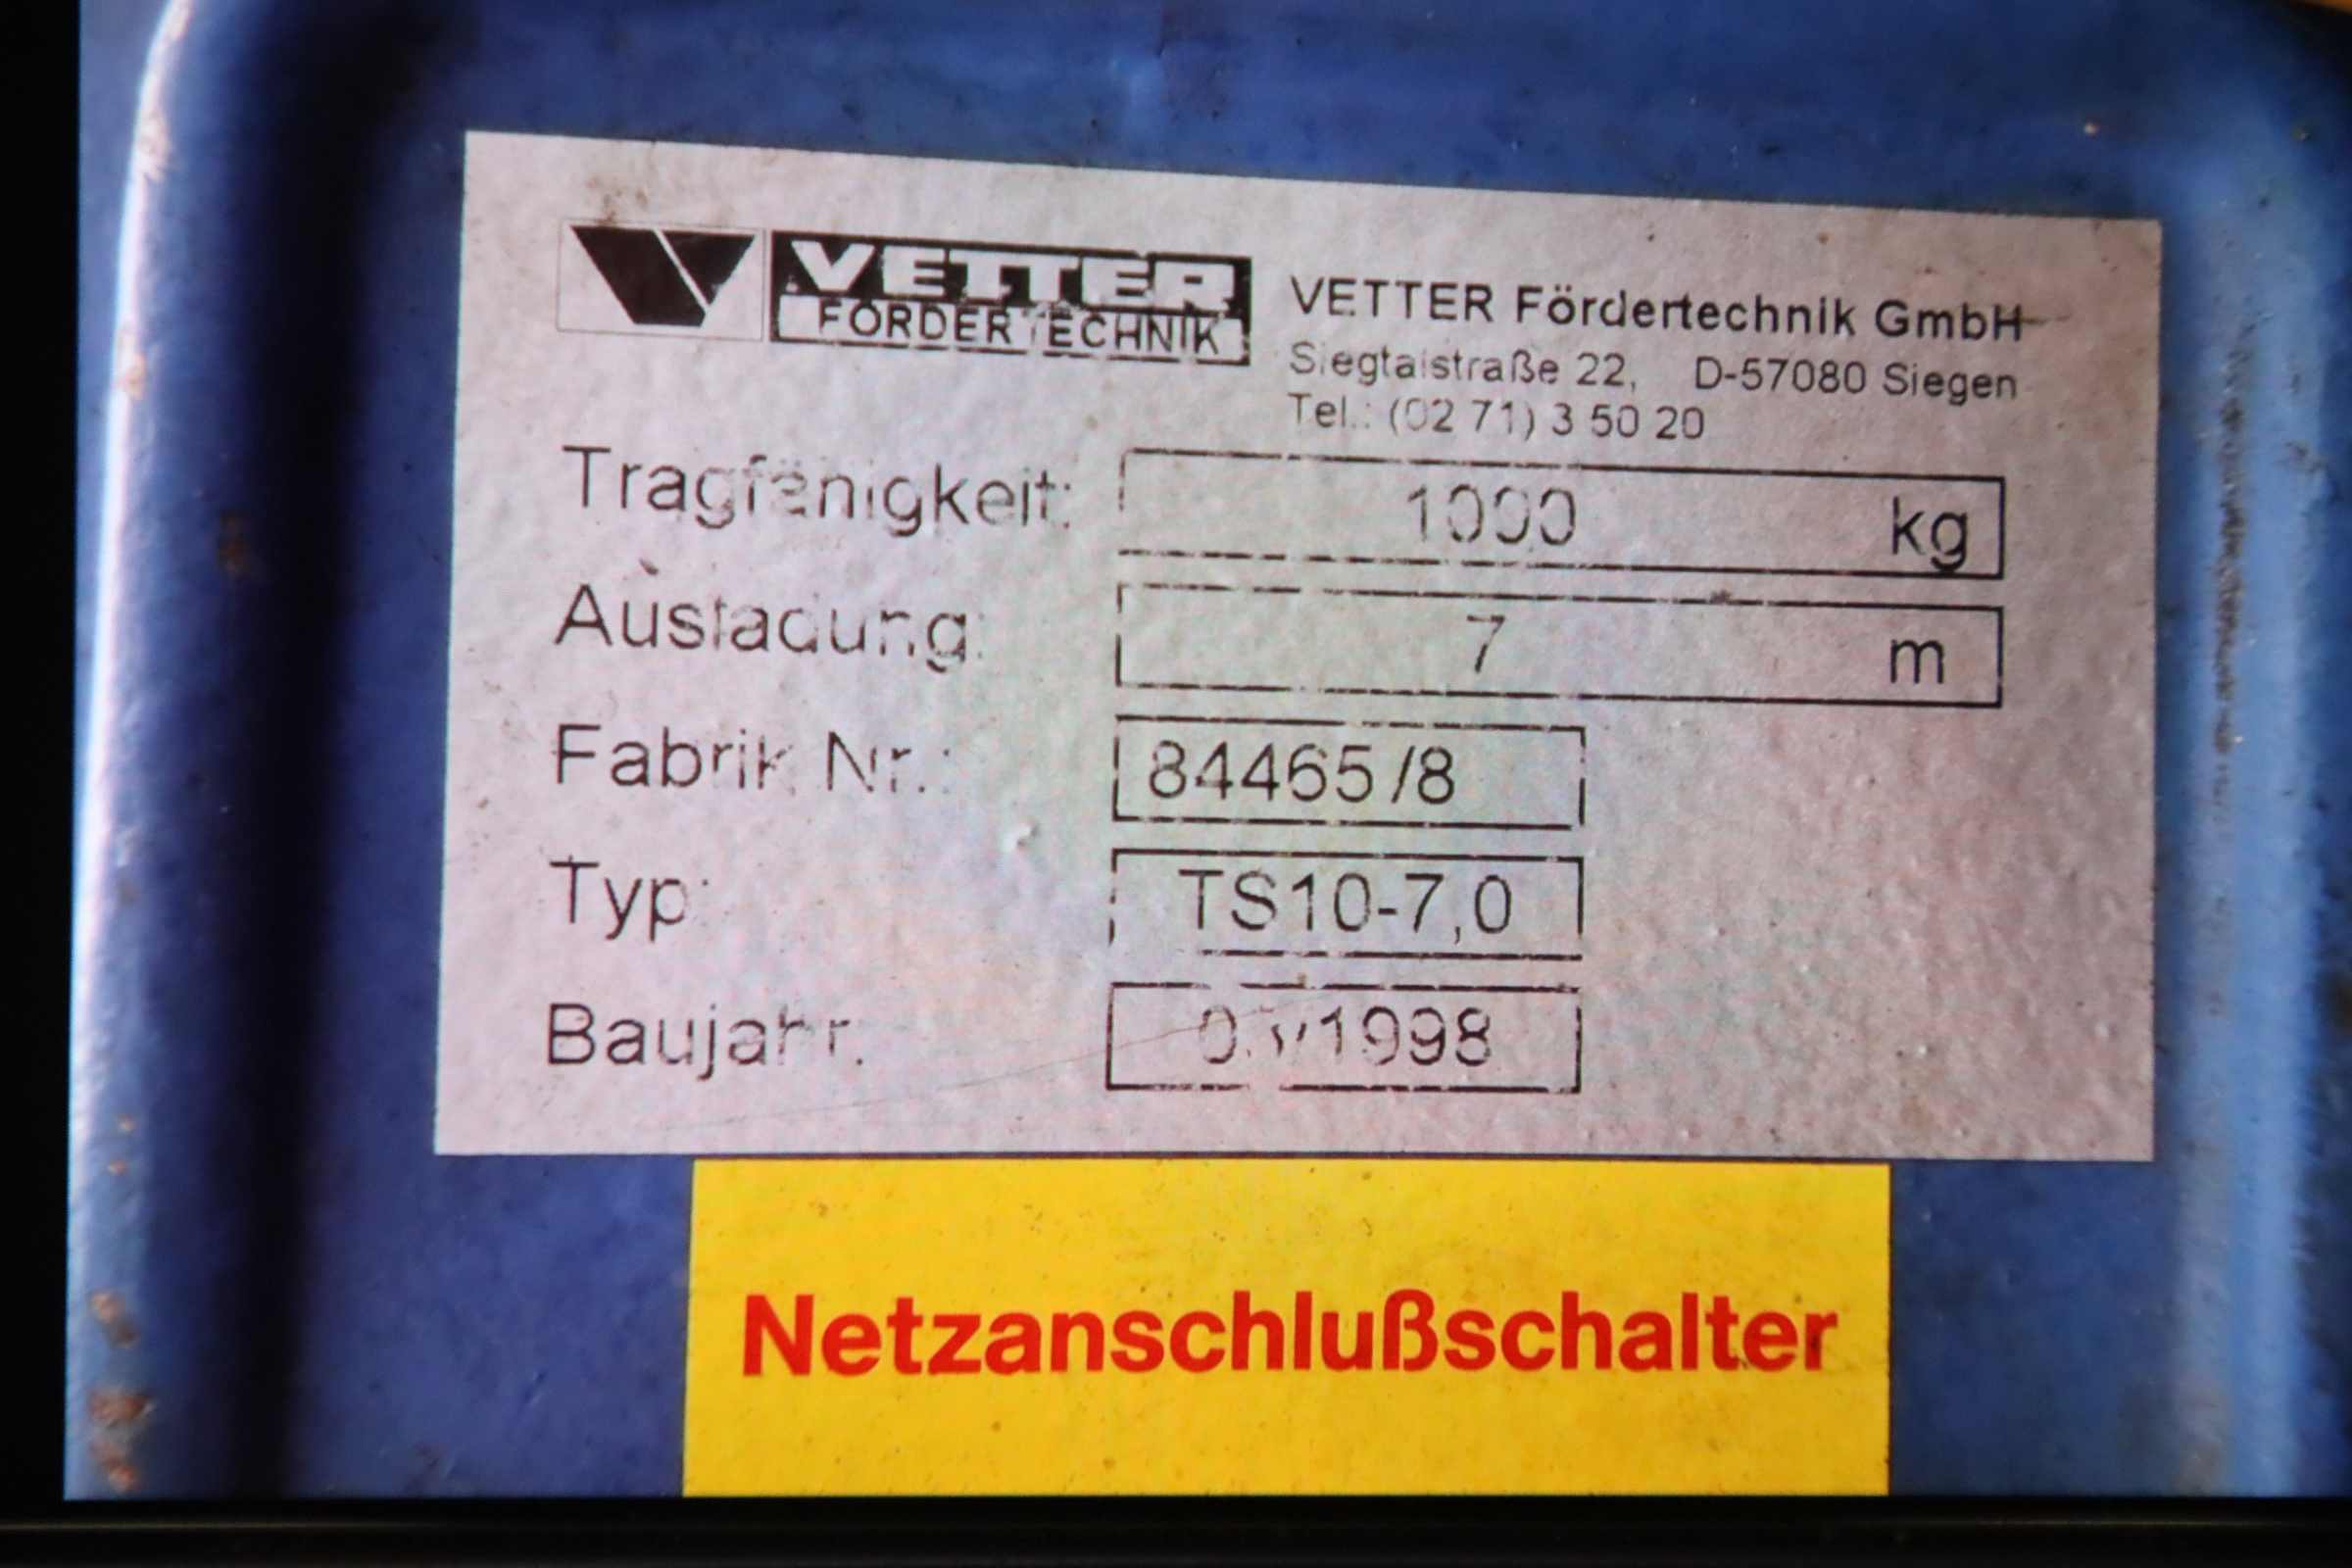 VETTER
FÖRDERTECHNIK
VETTER Fördertechnik GmbH
Siegtalstraße 22, D-57080 Siegen
Tel.: (02 71) 3 50 20
Tragfähigkeit: 1000 kg
Ausladung: 7 m
Fabrik Nr.: 84465/8
Typ: TS10-7,0
Baujahr:
Netzanschlußschalter